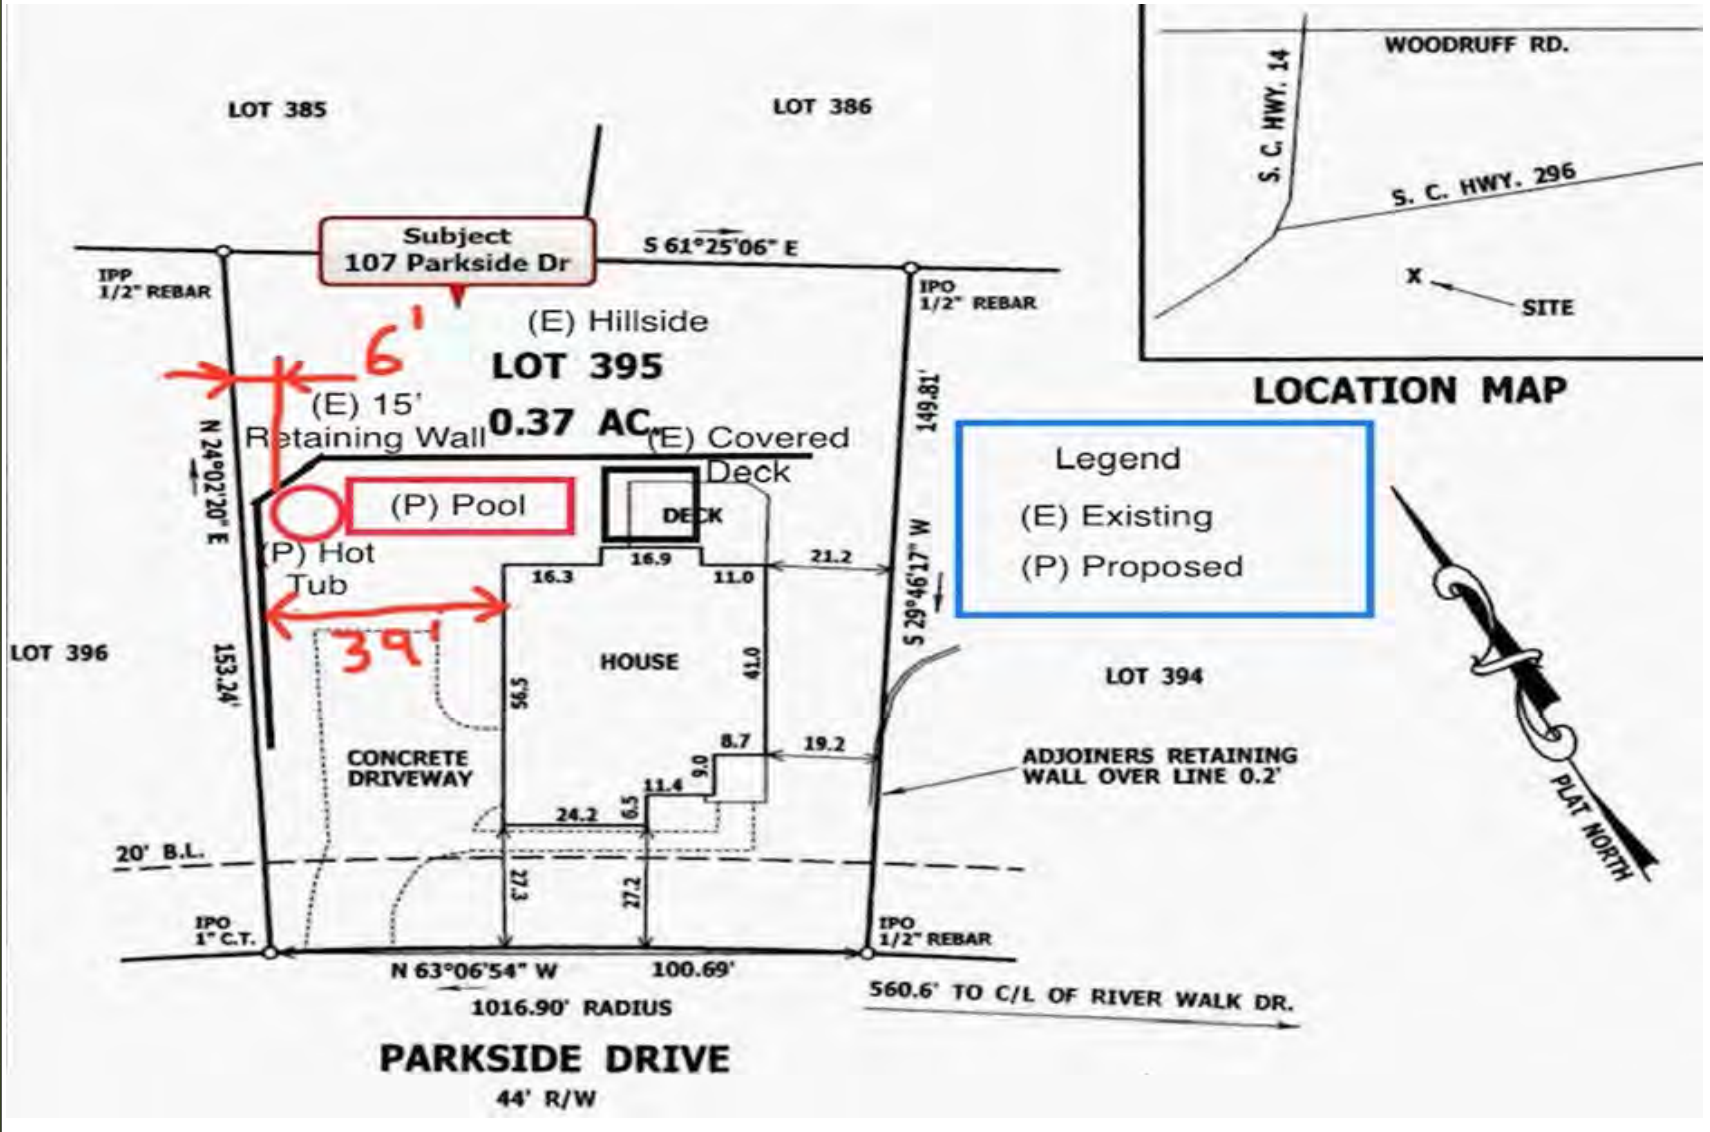 LOT 385
LOT 386
WOODRUFF RD.
S. C. HWY. 14
S. C. HWY. 296
X
SITE
LOCATION MAP
Subject
107 Parkside Dr
S 61°25'06" E
IPP
1/2" REBAR
IPO
1/2" REBAR
6'
(E) Hillside
LOT 395
0.37 AC.
(E) 15'
Retaining Wall
(E) Covered
Deck
N 24°02'20" E
149.81'
Legend
(E) Existing
(P) Proposed
(P) Pool
DECK
(P) Hot
Tub
16.3
16.9
11.0
21.2
S 29°46'17" W
39'
LOT 396
153.24'
HOUSE
56.5
41.0
LOT 394
CONCRETE
DRIVEWAY
8.7
9.0
19.2
ADJOINERS RETAINING
WALL OVER LINE 0.2'
11.4
6.5
24.2
PLAT NORTH
20' B.L.
27.3
27.2
IPO
1" C.T.
IPO
1/2" REBAR
N 63°06'54" W
100.69'
1016.90' RADIUS
560.6' TO C/L OF RIVER WALK DR.
PARKSIDE DRIVE
44' R/W